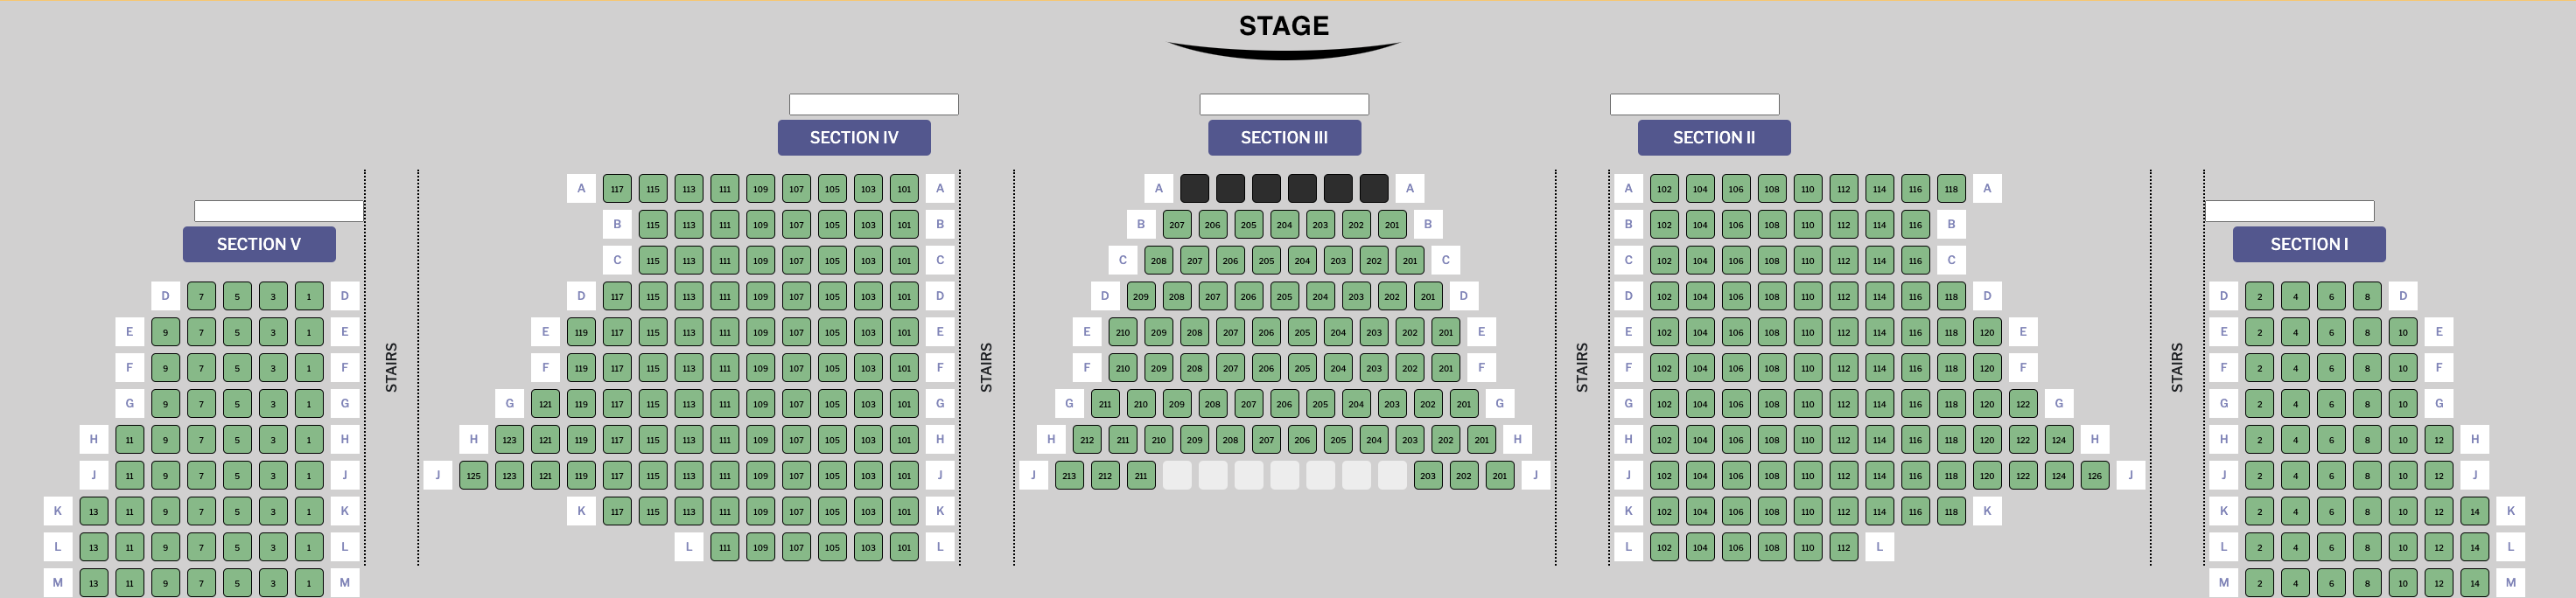 STAGE
SECTION V
D 7 5 3 1 D
E 9 7 5 3 1 E
F 9 7 5 3 1 F
G 9 7 5 3 1 G
H 11 9 7 5 3 1 H
J 11 9 7 5 3 1 J
K 13 11 9 7 5 3 1 K
L 13 11 9 7 5 3 1 L
M 13 11 9 7 5 3 1 M
STAIRS
SECTION IV
A 117 115 113 111 109 107 105 103 101 A
B 115 113 111 109 107 105 103 101 B
C 115 113 111 109 107 105 103 101 C
D 117 115 113 111 109 107 105 103 101 D
E 119 117 115 113 111 109 107 105 103 101 E
F 119 117 115 113 111 109 107 105 103 101 F
G 121 119 117 115 113 111 109 107 105 103 101 G
H 123 121 119 117 115 113 111 109 107 105 103 101 H
J 125 123 121 119 117 115 113 111 109 107 105 103 101 J
K 117 115 113 111 109 107 105 103 101 K
L 111 109 107 105 103 101 L
STAIRS
SECTION III
A A
B 207 206 205 204 203 202 201 B
C 208 207 206 205 204 203 202 201 C
D 209 208 207 206 205 204 203 202 201 D
E 210 209 208 207 206 205 204 203 202 201 E
F 210 209 208 207 206 205 204 203 202 201 F
G 211 210 209 208 207 206 205 204 203 202 201 G
H 212 211 210 209 208 207 206 205 204 203 202 201 H
J 213 212 211 203 202 201 J
STAIRS
SECTION II
A 102 104 106 108 110 112 114 116 118 A
B 102 104 106 108 110 112 114 116 B
C 102 104 106 108 110 112 114 116 C
D 102 104 106 108 110 112 114 116 118 D
E 102 104 106 108 110 112 114 116 118 120 E
F 102 104 106 108 110 112 114 116 118 120 F
G 102 104 106 108 110 112 114 116 118 120 122 G
H 102 104 106 108 110 112 114 116 118 120 122 124 H
J 102 104 106 108 110 112 114 116 118 120 122 124 126 J
K 102 104 106 108 110 112 114 116 118 K
L 102 104 106 108 110 112 L
STAIRS
SECTION I
D 2 4 6 8 D
E 2 4 6 8 10 E
F 2 4 6 8 10 F
G 2 4 6 8 10 G
H 2 4 6 8 10 12 H
J 2 4 6 8 10 12 J
K 2 4 6 8 10 12 14 K
L 2 4 6 8 10 12 14 L
M 2 4 6 8 10 12 14 M